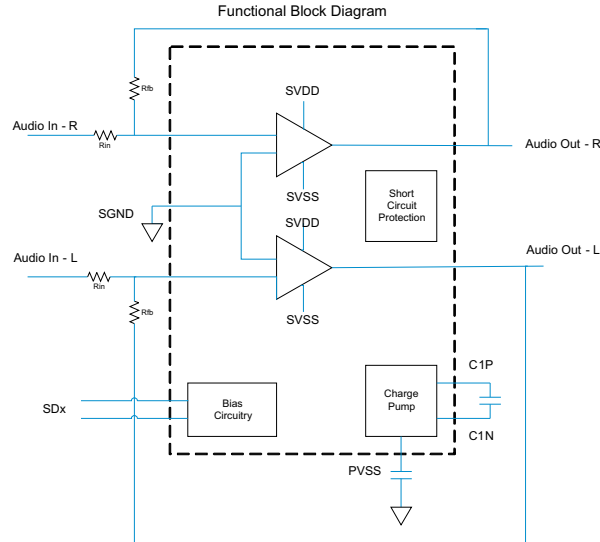 Functional Block Diagram
Rfb
SVDD
Audio In - R
Rin
Audio Out - R
SVSS
Short
Circuit
Protection
SGND
SVDD
Audio In - L
Audio Out - L
Rin
Rfb
SVSS
C1P
Bias
Circuitry
Charge
Pump
SDx
C1N
PVSS